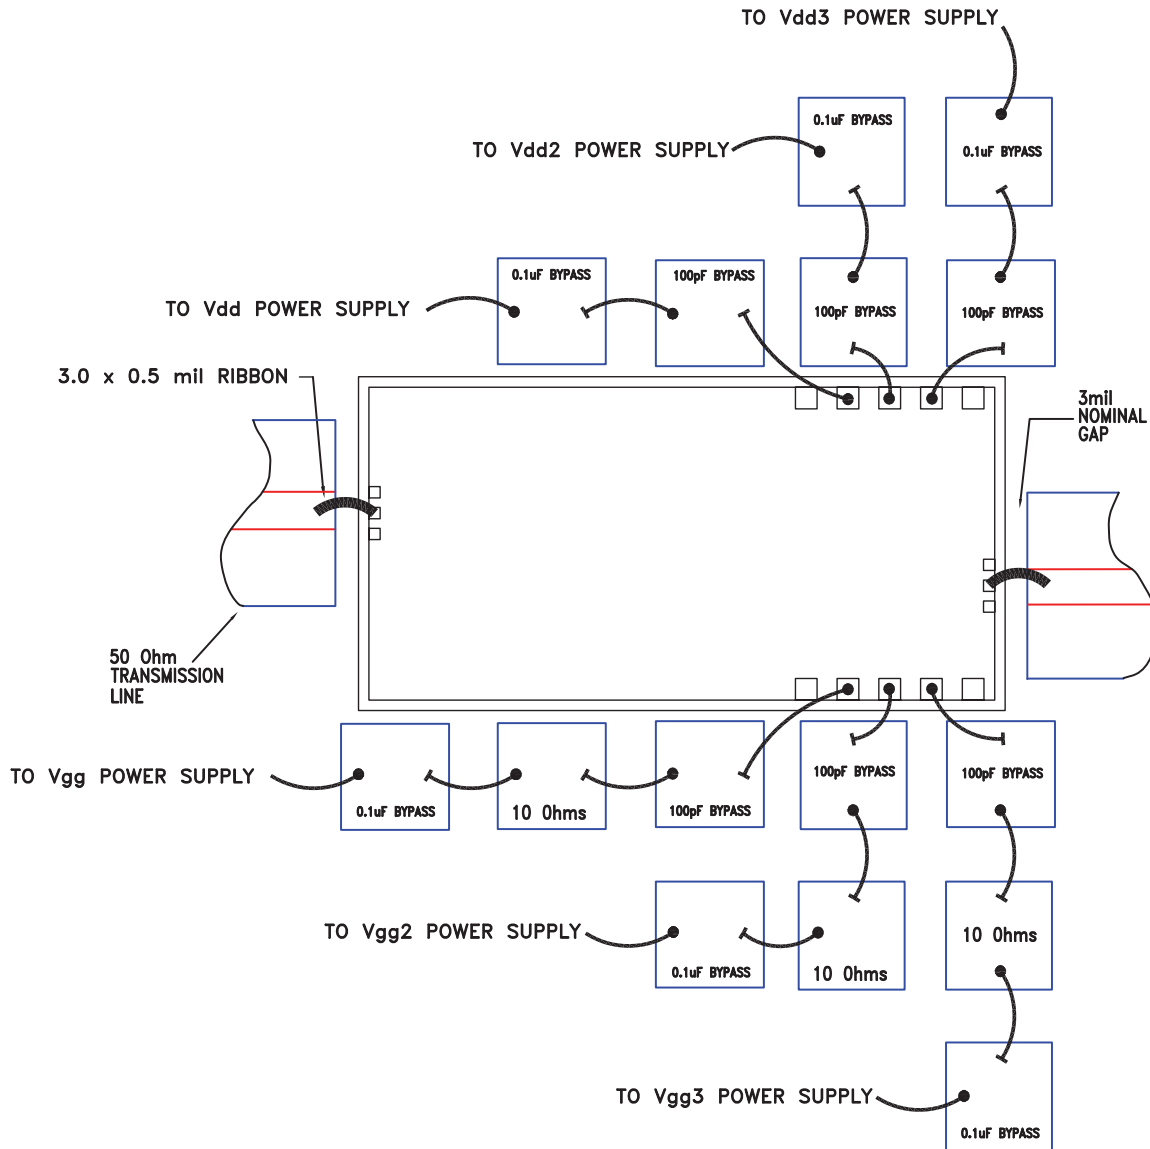 TO Vdd3 POWER SUPPLY
0.1uF BYPASS
TO Vdd2 POWER SUPPLY
0.1uF BYPASS
0.1uF BYPASS
100pF BYPASS
TO Vdd POWER SUPPLY
100pF BYPASS
100pF BYPASS
3.0 x 0.5 mil RIBBON
3mil
NOMINAL
GAP
50 Ohm
TRANSMISSION
LINE
TO Vgg POWER SUPPLY
0.1uF BYPASS
10 Ohms
100pF BYPASS
100pF BYPASS
100pF BYPASS
TO Vgg2 POWER SUPPLY
0.1uF BYPASS
10 Ohms
10 Ohms
TO Vgg3 POWER SUPPLY
0.1uF BYPASS